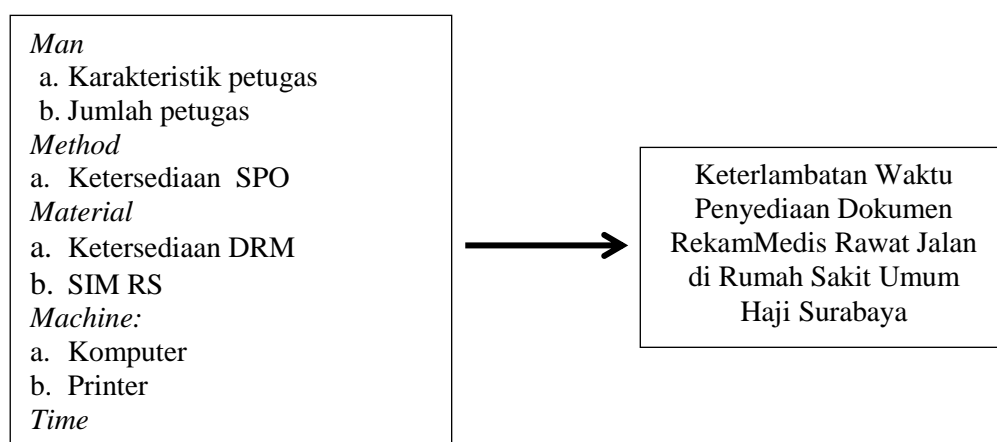 Man
a. Karakteristik petugas
b. Jumlah petugas
Method
a. Ketersediaan SPO
Material
a. Ketersediaan DRM
b. SIM RS
Machine:
a. Komputer
b. Printer
Time
Keterlambatan Waktu
Penyediaan Dokumen
RekamMedis Rawat Jalan
di Rumah Sakit Umum
Haji Surabaya